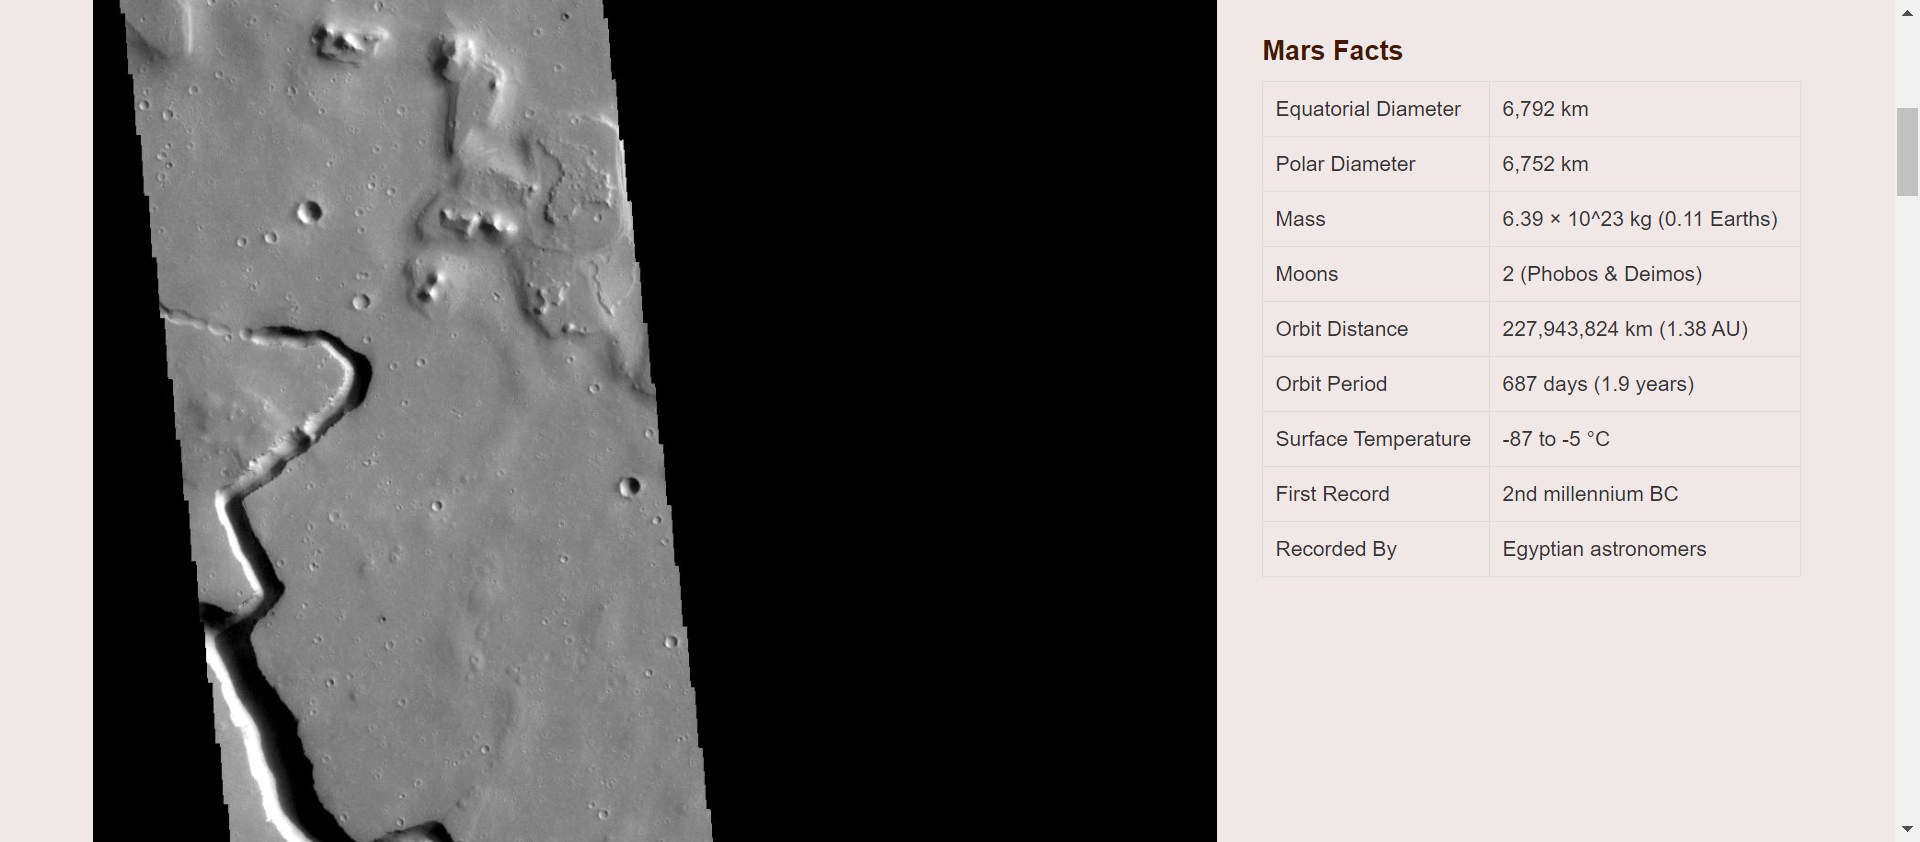 Mars Facts
Equatorial Diameter 6,792 km
Polar Diameter 6,752 km
Mass 6.39 × 10^23 kg (0.11 Earths)
Moons 2 (Phobos & Deimos)
Orbit Distance 227,943,824 km (1.38 AU)
Orbit Period 687 days (1.9 years)
Surface Temperature -87 to -5 °C
First Record 2nd millennium BC
Recorded By Egyptian astronomers